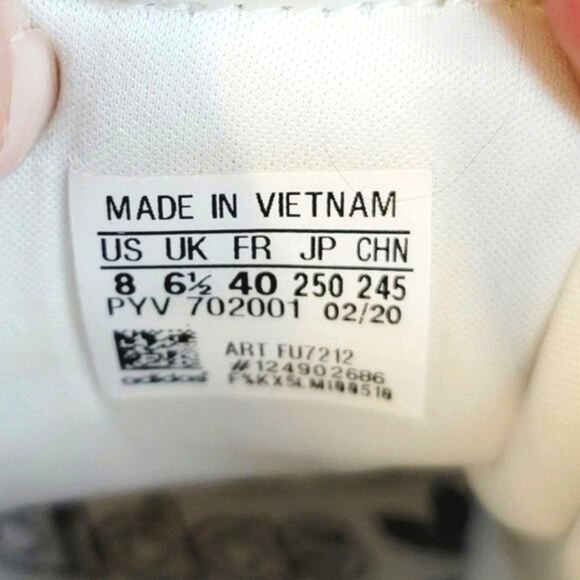 MADE IN VIETNAM
US UK FR JP CHN
8 6½ 40 250 245
PYV 702001 02/20
ART FU7212
#124902686
adidas